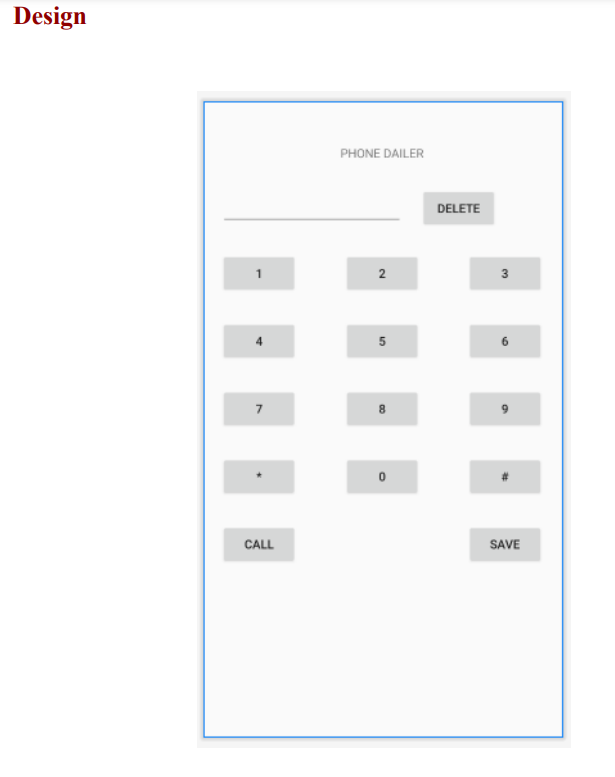 Design
PHONE DAILER
DELETE
1 2 3
4 5 6
7 8 9
* 0 #
CALL SAVE